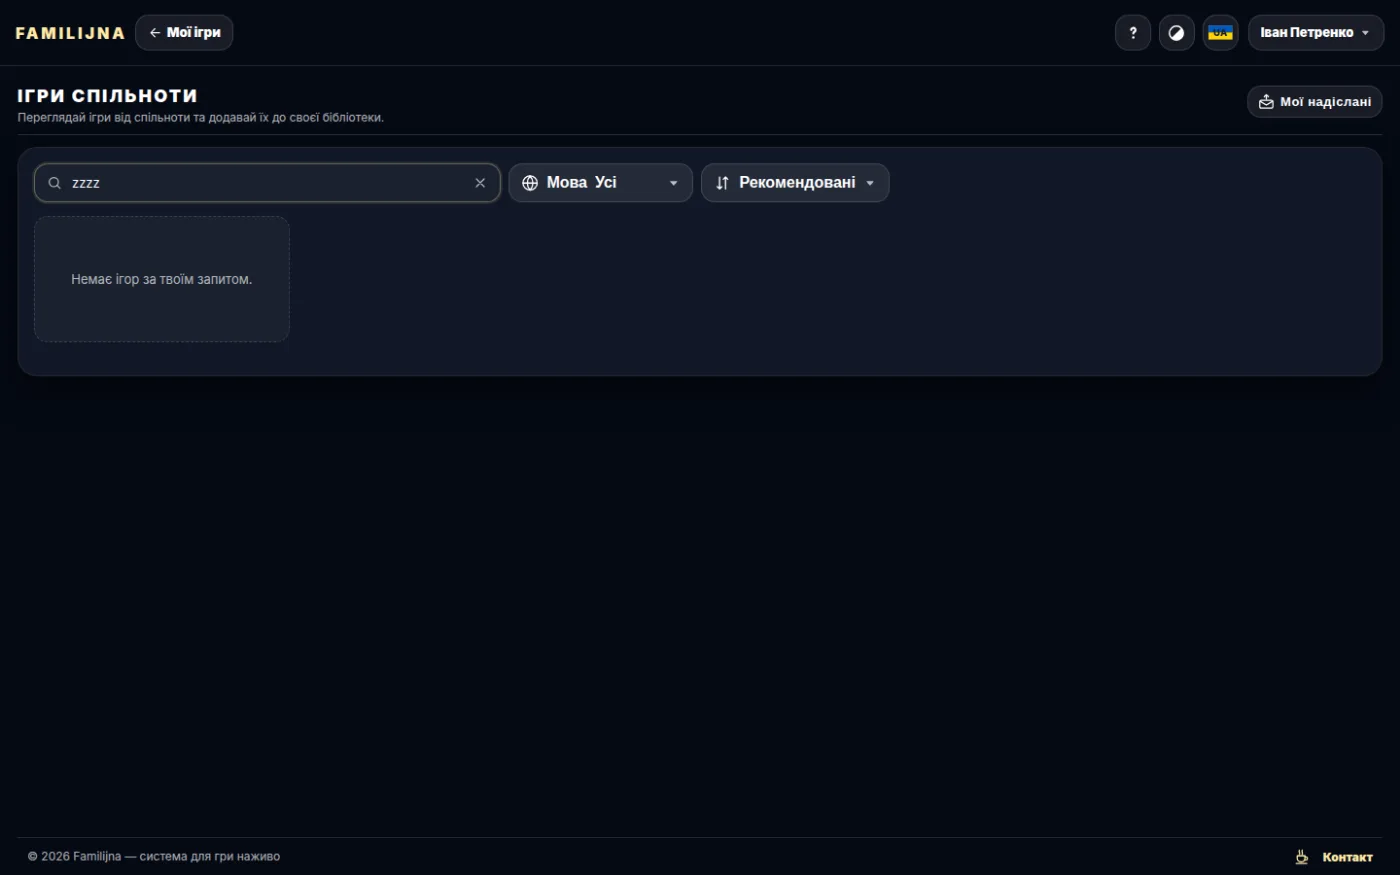 FAMILIJNA
← Мої ігри
?
UA
Іван Петренко
ІГРИ СПІЛЬНОТИ
Переглядай ігри від спільноти та додавай їх до своєї бібліотеки.
Мої надіслані
zzzz
Мова Усі
Рекомендовані
Немає ігор за твоїм запитом.
© 2026 Familijna — система для гри наживо
Контакт